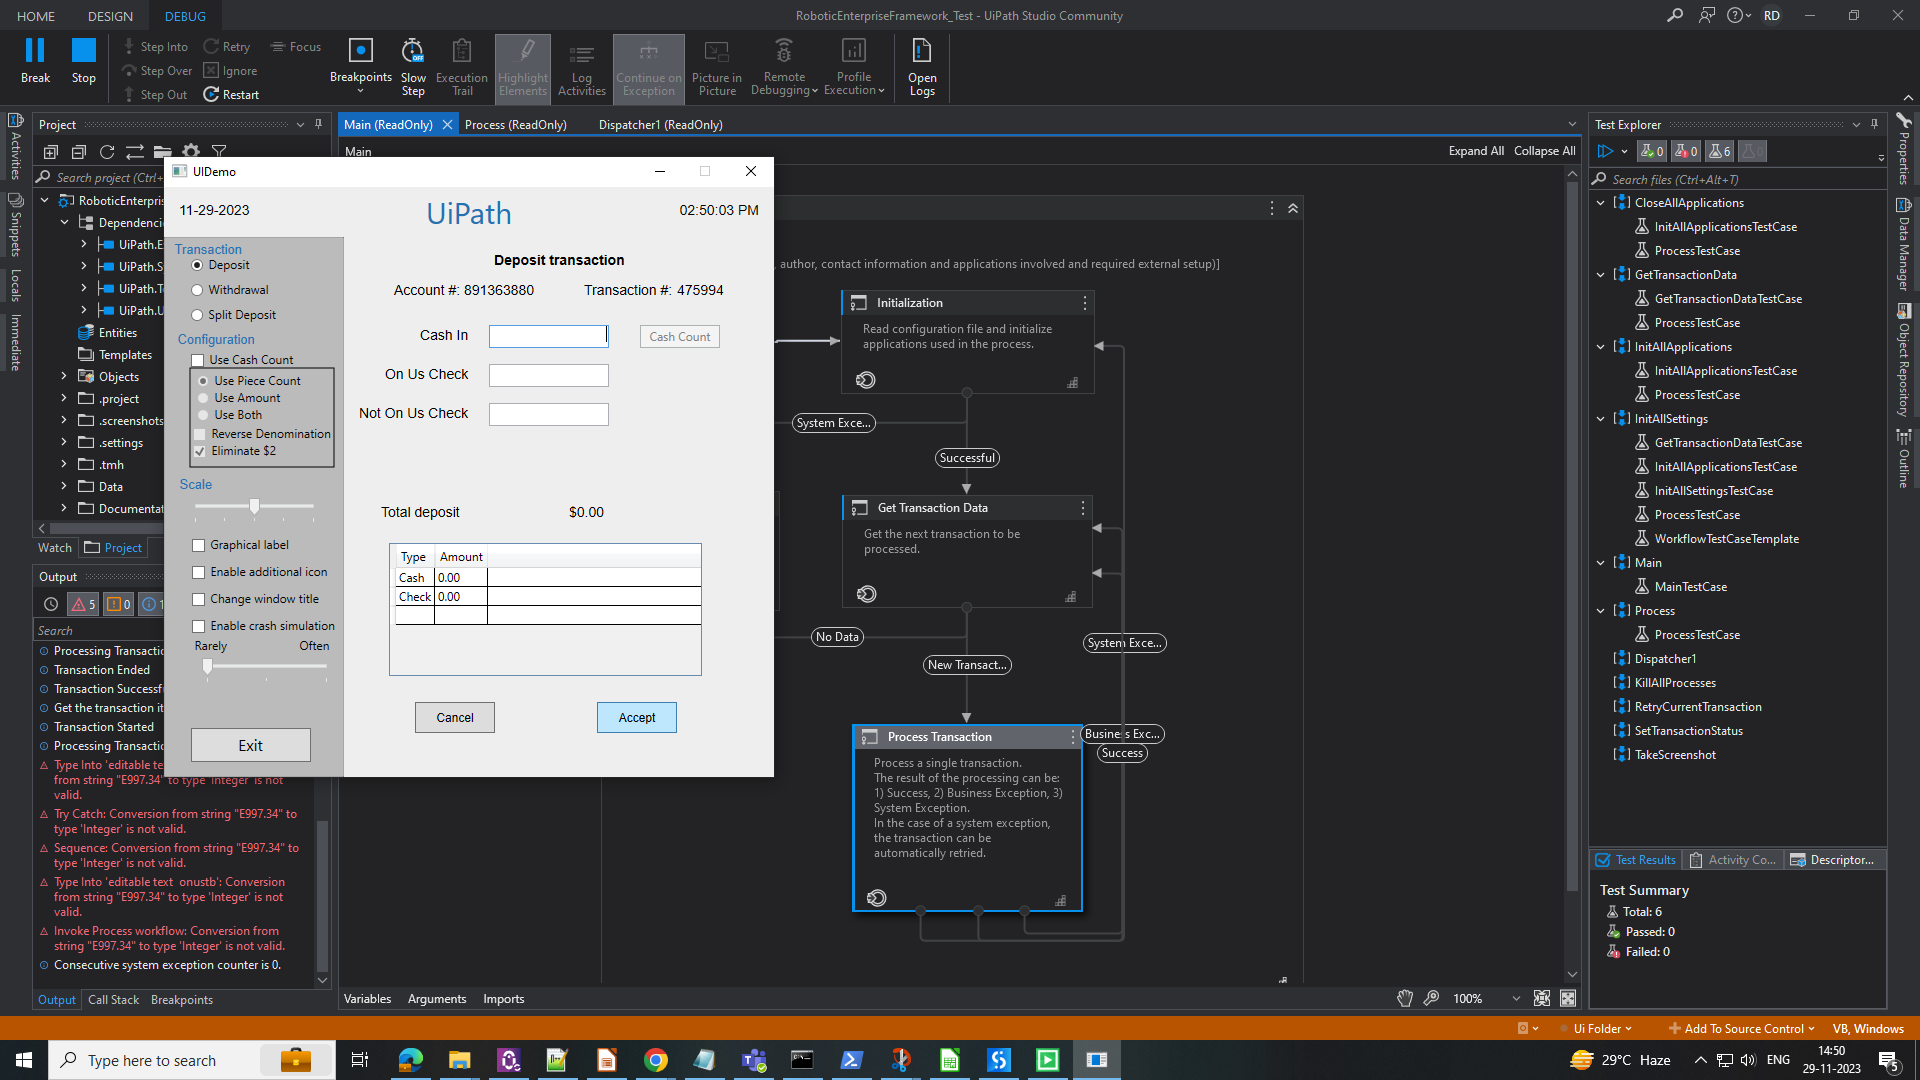 HOME DESIGN DEBUG
RoboticEnterpriseFramework_Test - UiPath Studio Community
RD
Break
Stop
Step Into
Step Over
Step Out
Retry
Ignore
Restart
Focus
Breakpoints
Slow Step
Execution Trail
Highlight Elements
Log Activities
Continue on Exception
Picture in Picture
Remote Debugging
Profile Execution
Open Logs
Activities
Snippets
Locals
Immediate
Project
Search project (Ctrl+
RoboticEnterpris
Dependenci
UiPath.E
UiPath.S
UiPath.T
UiPath.U
Entities
Templates
Objects
.project
.screenshots
.settings
.tmh
Data
Documentat
Watch Project
Output
5 0 1
Search
Processing Transactio
Transaction Ended
Transaction Successf
Get the transaction it
Transaction Started
Processing Transactio
Type Into 'editable te
from string "E997.34" to type 'Integer' is not
valid.
Try Catch: Conversion from string "E997.34" to
type 'Integer' is not valid.
Sequence: Conversion from string "E997.34" to
type 'Integer' is not valid.
Type Into 'editable text onustb': Conversion
from string "E997.34" to type 'Integer' is not
valid.
Invoke Process workflow: Conversion from
string "E997.34" to type 'Integer' is not valid.
Consecutive system exception counter is 0.
Output Call Stack Breakpoints
Main (ReadOnly) Process (ReadOnly) Dispatcher1 (ReadOnly)
Main
Expand All Collapse All
UIDemo
11-29-2023
UiPath
02:50:03 PM
Transaction
Deposit
Withdrawal
Split Deposit
Configuration
Use Cash Count
Use Piece Count
Use Amount
Use Both
Reverse Denomination
Eliminate $2
Scale
Graphical label
Enable additional icon
Change window title
Enable crash simulation
Rarely Often
Exit
Deposit transaction
Account #: 891363880 Transaction #: 475994
Cash In
Cash Count
On Us Check
Not On Us Check
Total deposit $0.00
Type Amount
Cash 0.00
Check 0.00
Cancel Accept
, author, contact information and applications involved and required external setup)]
Initialization
Read configuration file and initialize
applications used in the process.
System Exce...
Successful
Get Transaction Data
Get the next transaction to be
processed.
No Data
System Exce...
New Transact...
Process Transaction
Business Exc...
Success
Process a single transaction.
The result of the processing can be:
1) Success, 2) Business Exception, 3)
System Exception.
In the case of a system exception,
the transaction can be
automatically retried.
Variables Arguments Imports
100%
Test Explorer
0 0 6 0
Search files (Ctrl+Alt+T)
CloseAllApplications
InitAllApplicationsTestCase
ProcessTestCase
GetTransactionData
GetTransactionDataTestCase
ProcessTestCase
InitAllApplications
InitAllApplicationsTestCase
ProcessTestCase
InitAllSettings
GetTransactionDataTestCase
InitAllApplicationsTestCase
InitAllSettingsTestCase
ProcessTestCase
WorkflowTestCaseTemplate
Main
MainTestCase
Process
ProcessTestCase
Dispatcher1
KillAllProcesses
RetryCurrentTransaction
SetTransactionStatus
TakeScreenshot
Test Results Activity Co... Descriptor...
Test Summary
Total: 6
Passed: 0
Failed: 0
Properties
Data Manager
Object Repository
Outline
Ui Folder
Add To Source Control
VB, Windows
Type here to search
29°C Haze
ENG
14:50
29-11-2023
5